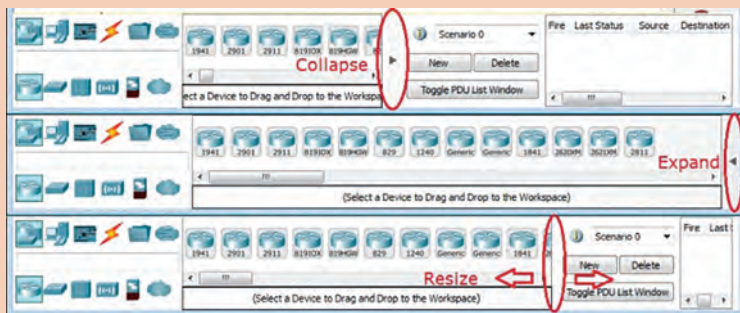 1941 2901 2911 819IOX 819HGW
Collapse
ect a Device to Drag and Drop to the Workspa
Scenario 0
New Delete
Toggle PDU List Window
Fire Last Status Source Destination
1941 2901 2911 819IOX 819HGW 829 1240 Generic Generic 1841 2620XM 2621XM 2811
Expand
(Select a Device to Drag and Drop to the Workspace)
1941 2901 2911 819IOX 819HGW 829 1240 Generic Generic 1841
Resize
(Select a Device to Drag and Drop to the Workspace)
Scenario 0
New Delete
Toggle PDU List Window
Fire Last